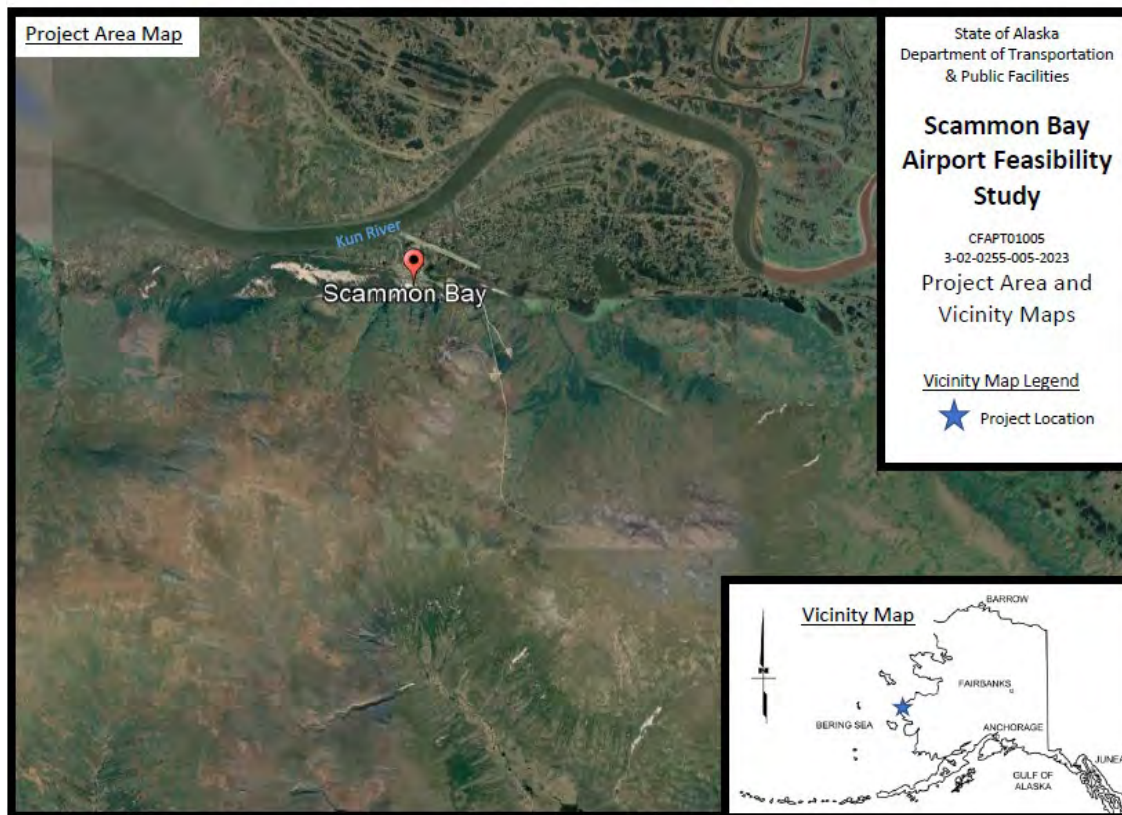 Project Area Map
Kun River
Scammon Bay
State of Alaska
Department of Transportation
& Public Facilities
Scammon Bay
Airport Feasibility
Study
CFAPT01005
3-02-0255-005-2023
Project Area and
Vicinity Maps
Vicinity Map Legend
Project Location
Vicinity Map
BARROW
N
FAIRBANKS
BERING SEA
ANCHORAGE
JUNEA
GULF OF
ALASKA